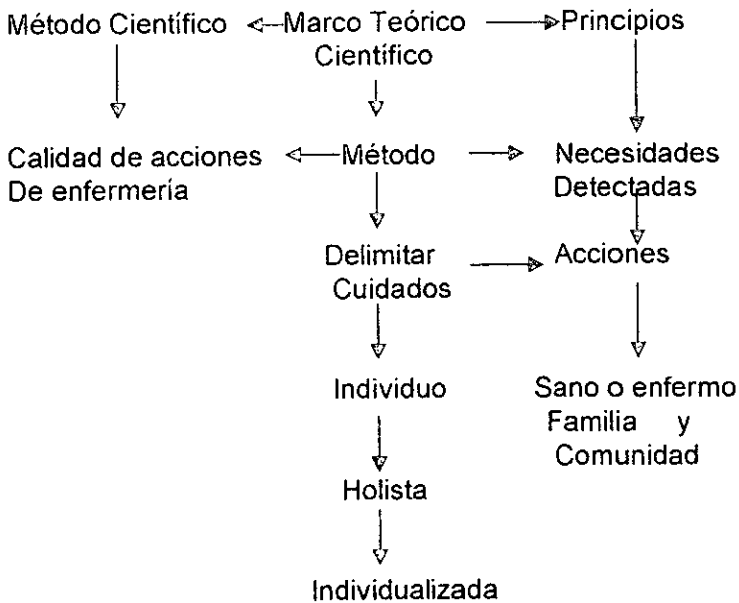 Método Científico Marco Teórico Principios
Científico
Calidad de acciones Método Necesidades
De enfermería Detectadas
Delimitar Acciones
Cuidados
Individuo Sano o enfermo
Familia y
Holista Comunidad
Individualizada